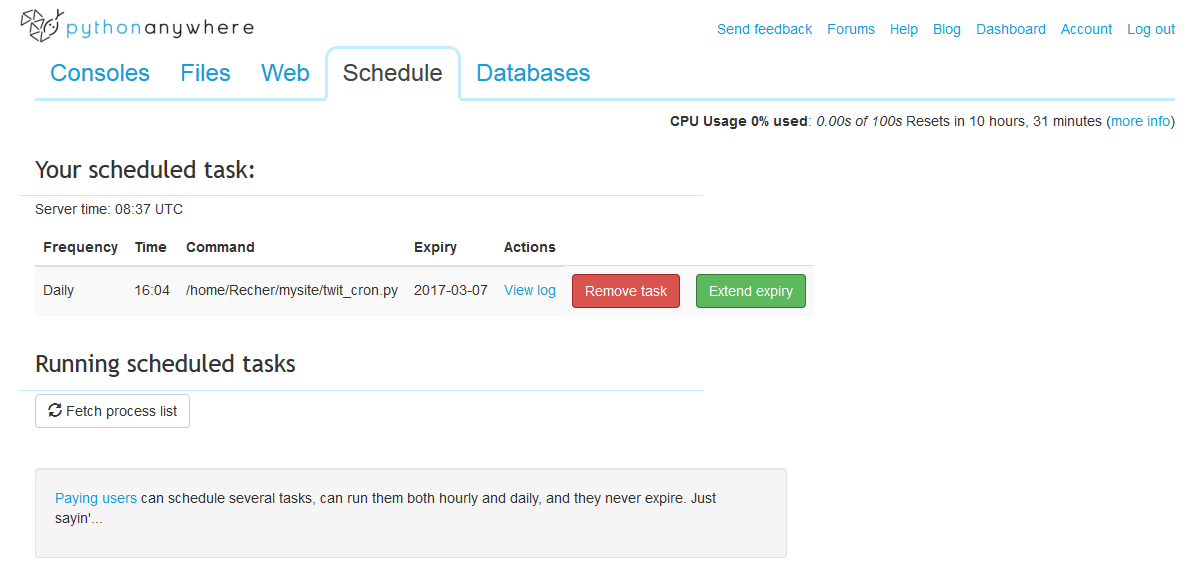 pythonanywhere
Send feedback Forums Help Blog Dashboard Account Log out
Consoles Files Web Schedule Databases
CPU Usage 0% used: 0.00s of 100s Resets in 10 hours, 31 minutes (more info)
Your scheduled task:
Server time: 08:37 UTC
Frequency Time Command Expiry Actions
Daily 16:04 /home/Recher/mysite/twit_cron.py 2017-03-07 View log Remove task Extend expiry
Running scheduled tasks
Fetch process list
Paying users can schedule several tasks, can run them both hourly and daily, and they never expire. Just
sayin'...